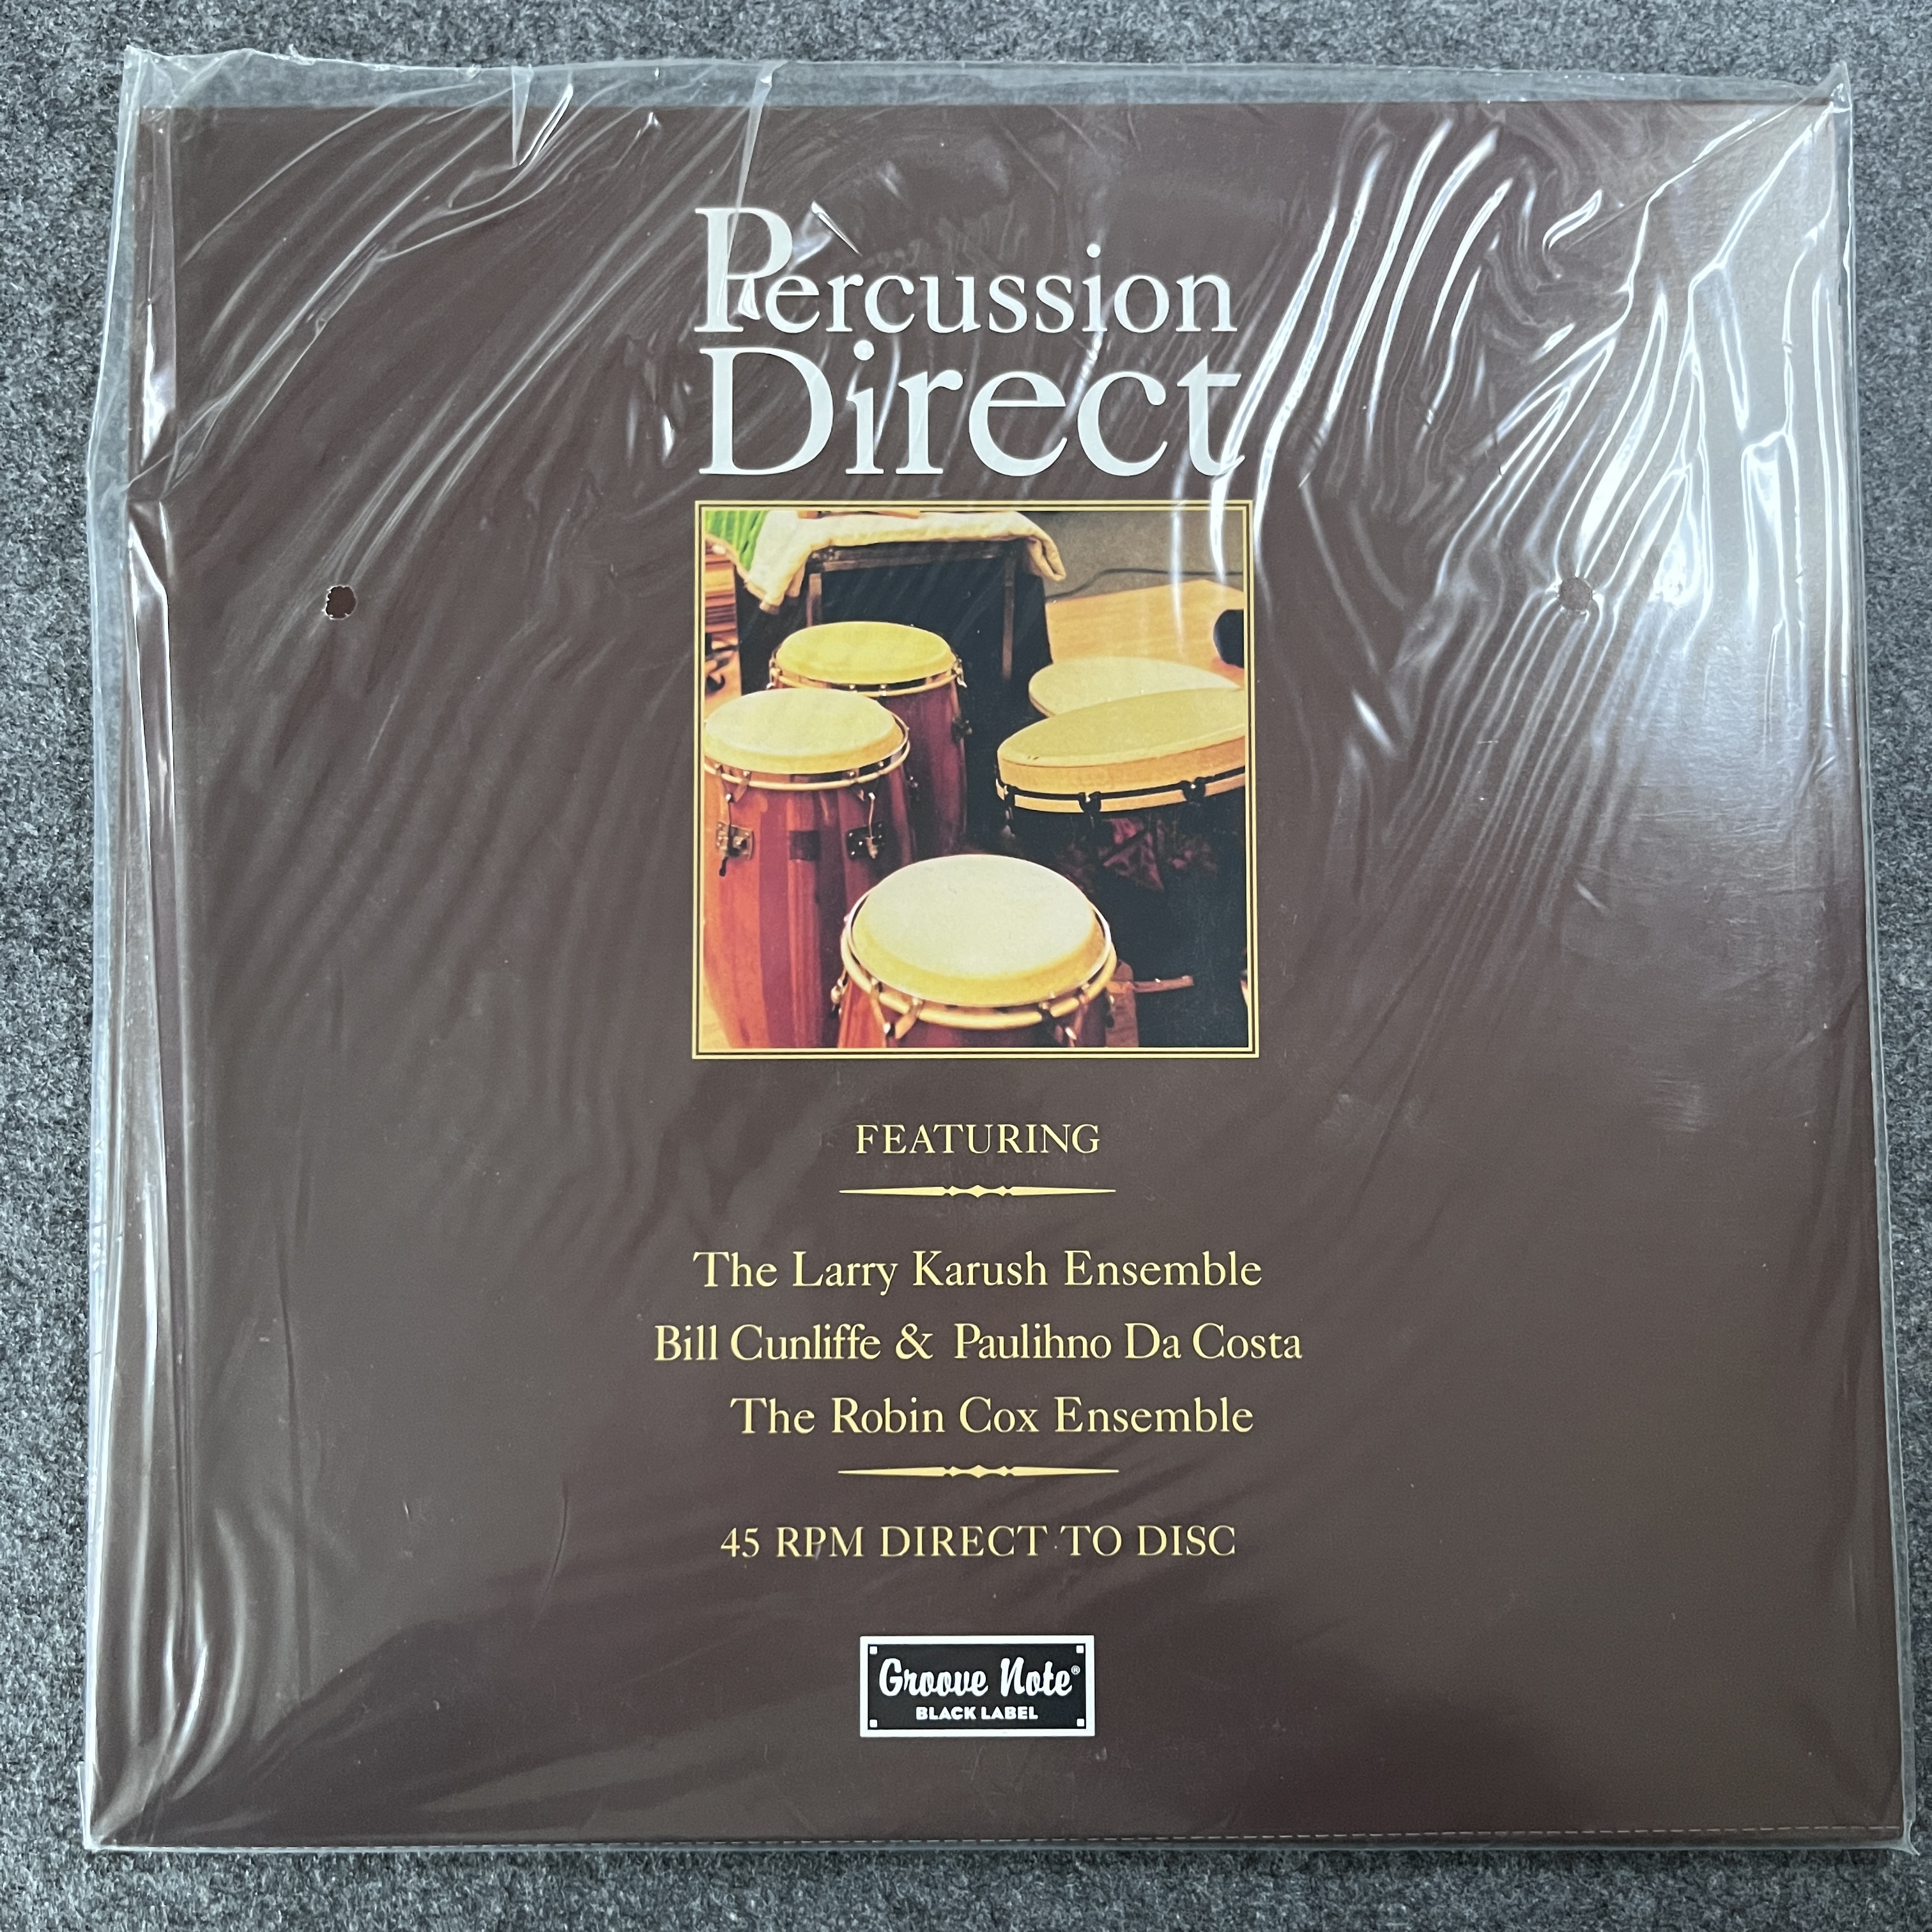 Percussion
Direct
FEATURING
The Larry Karush Ensemble
Bill Cunliffe & Paulihno Da Costa
The Robin Cox Ensemble
45 RPM DIRECT TO DISC
Groove Note®
BLACK LABEL